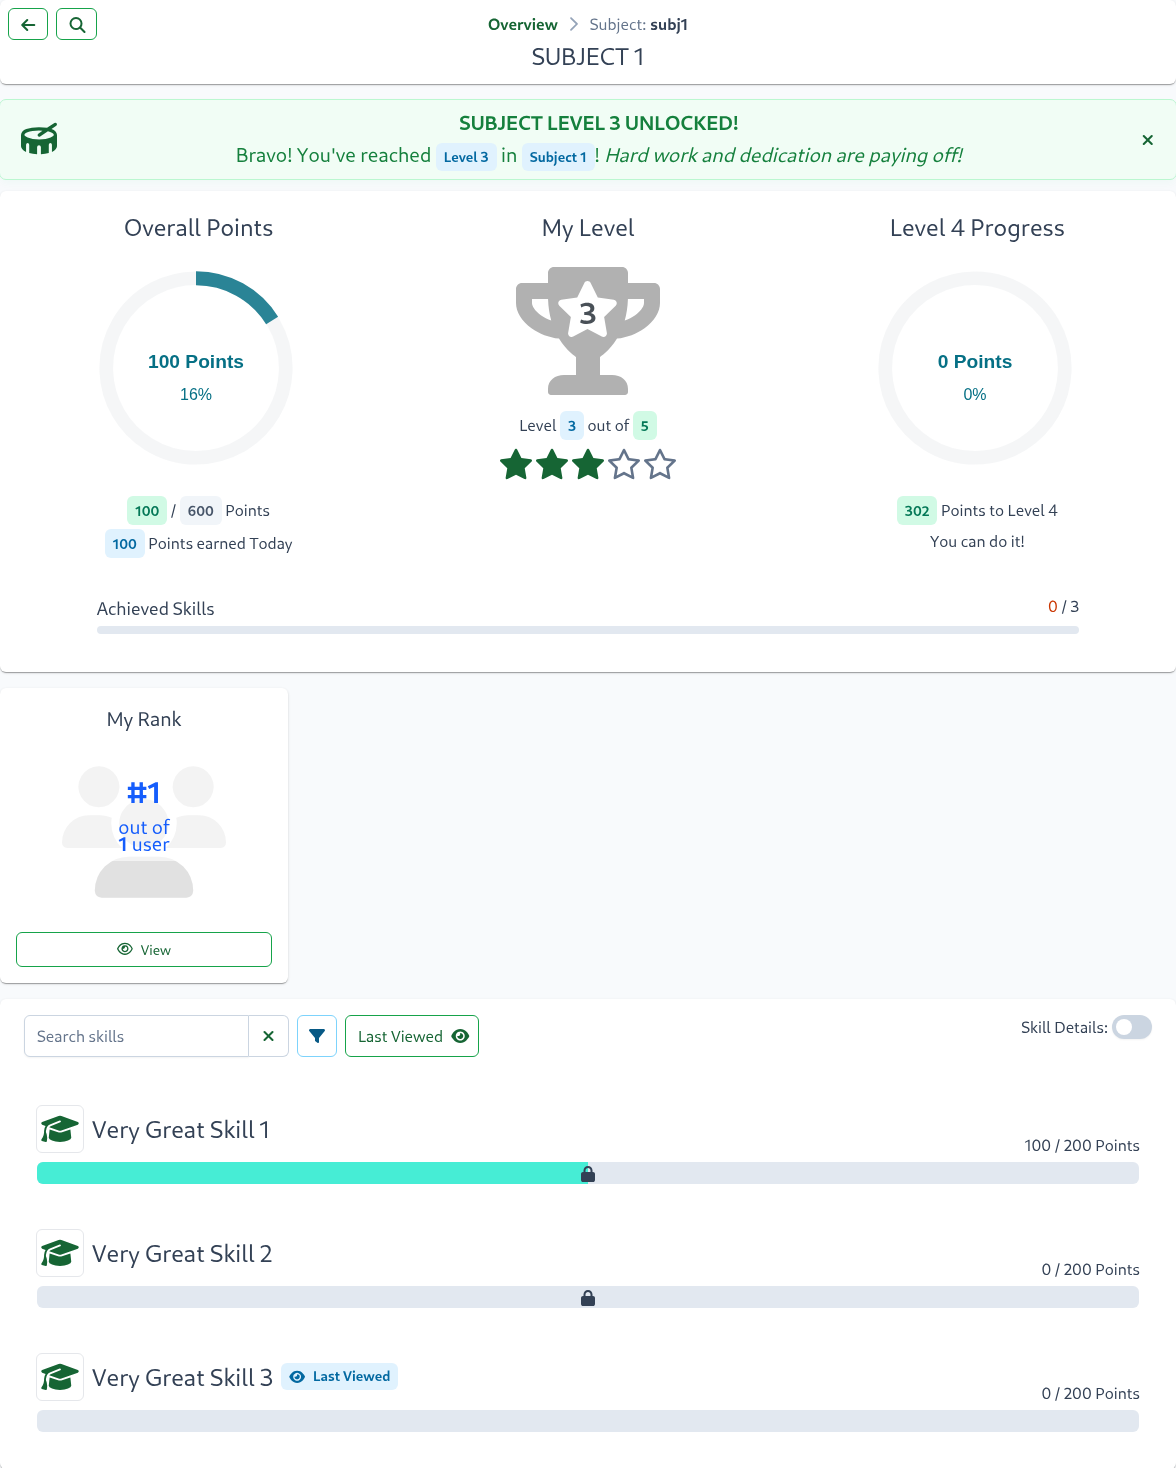 Overview > Subject: subj1
SUBJECT 1
SUBJECT LEVEL 3 UNLOCKED!
Bravo! You've reached Level 3 in Subject 1! Hard work and dedication are paying off!
Overall Points
100 Points
16%
100 / 600 Points
100 Points earned Today
My Level
3
Level 3 out of 5
Level 4 Progress
0 Points
0%
302 Points to Level 4
You can do it!
Achieved Skills
0 / 3
My Rank
#1
out of
1 user
View
Search skills
Last Viewed
Skill Details:
Very Great Skill 1
100 / 200 Points
Very Great Skill 2
0 / 200 Points
Very Great Skill 3 Last Viewed
0 / 200 Points